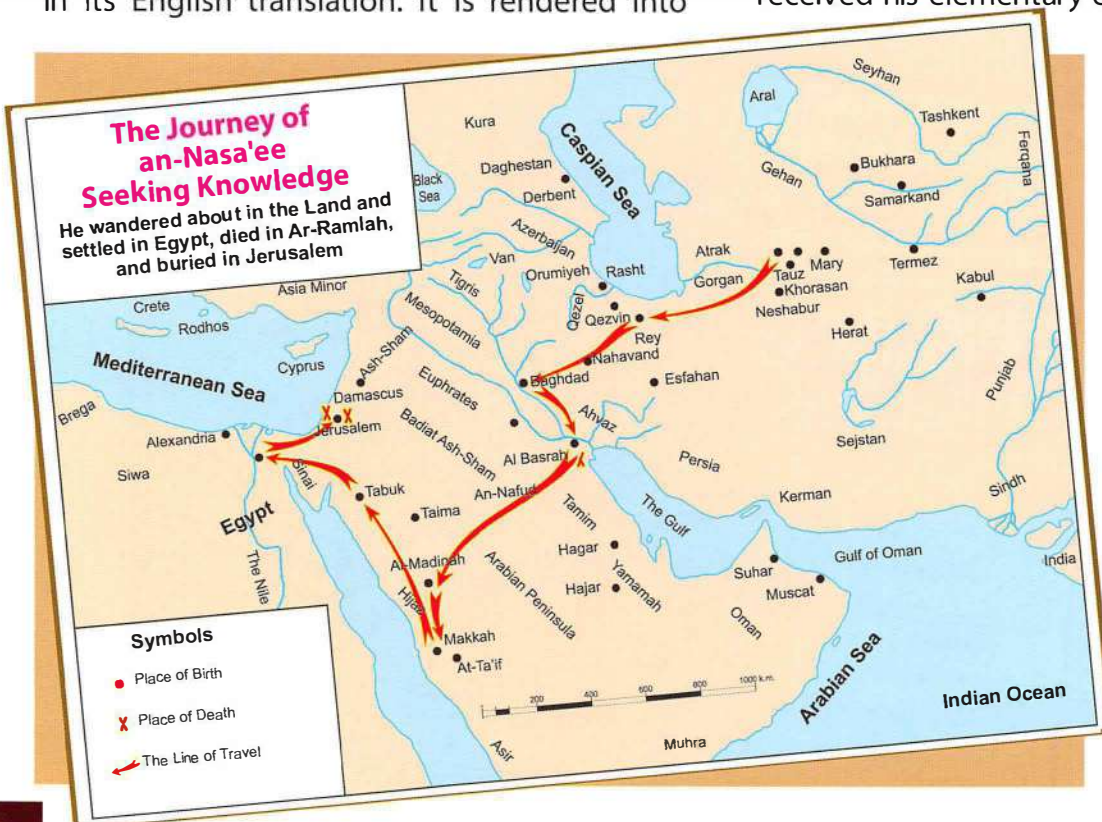 in its English translation. It is rendered into
received his elementary
The Journey of
an-Nasa'ee
Seeking Knowledge
He wandered about in the Land and
settled in Egypt, died in Ar-Ramlah,
and buried in Jerusalem
Kura
Daghestan
Derbent
Black
Sea
Caspian Sea
Aral
Seyhan
Tashkent
Ferqana
Bukhara
Gehan
Samarkand
Azerbaijan
Van
Orumiyeh
Rasht
Atrak
Gorgan
Tauz
Mary
Termez
Khorasan
Neshabur
Kabul
Herat
Asia Minor
Crete
Rodhos
Cyprus
Mediterranean Sea
Tigris
Mesopotamia
Qezel
Qezvin
Rey
Nahavand
Baghdad
Esfahan
Ash-Sham
Damascus
Jerusalem
Euphrates
Badiat Ash-Sham
Ahvaz
Al Basrah
Brega
Alexandria
Siwa
Sinai
Egypt
The Nile
Tabuk
Taima
An-Nafud
Persia
Sejstan
Punjab
Kerman
Sindh
Tamim
The Gulf
Hagar
Hajar
Yamamah
Suhar
Gulf of Oman
Muscat
India
Al-Madinah
Hijaz
Arabian Peninsula
Makkah
At-Ta'if
Oman
Arabian Sea
Indian Ocean
200
400
600
800
1000 k.m.
Asir
Muhra
Symbols
Place of Birth
Place of Death
The Line of Travel